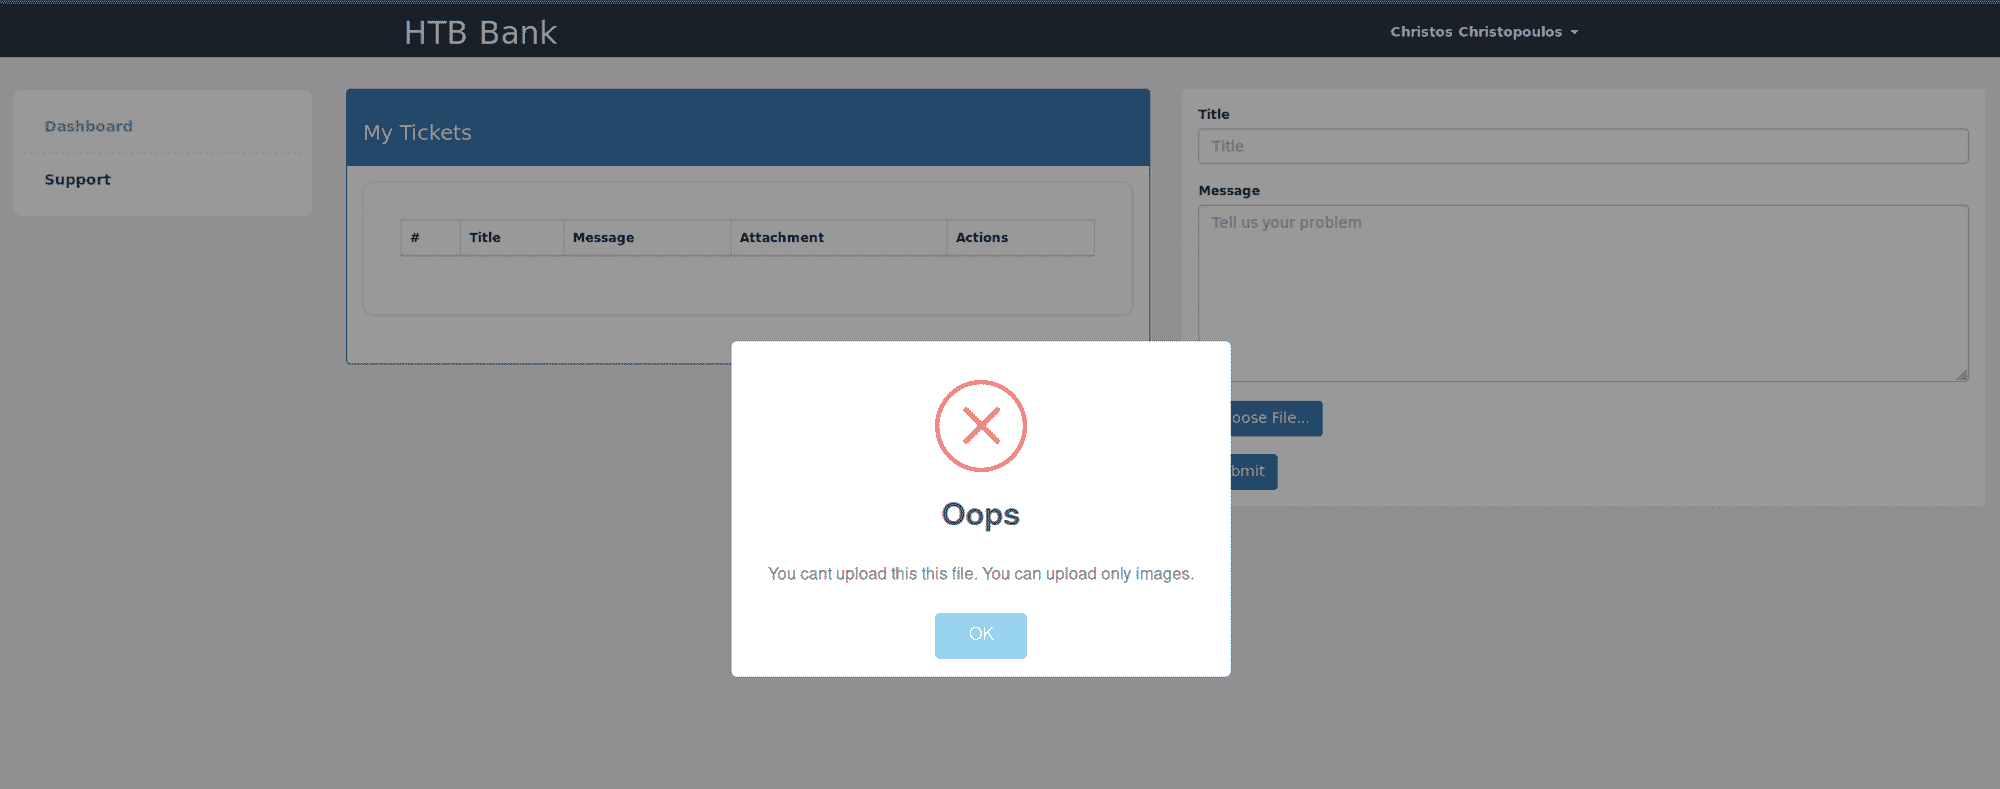 HTB Bank
Christos Christopoulos
Dashboard
Support
My Tickets
# Title Message Attachment Actions
Title
Title
Message
Tell us your problem
oose File...
bmit
Oops
You cant upload this this file. You can upload only images.
OK